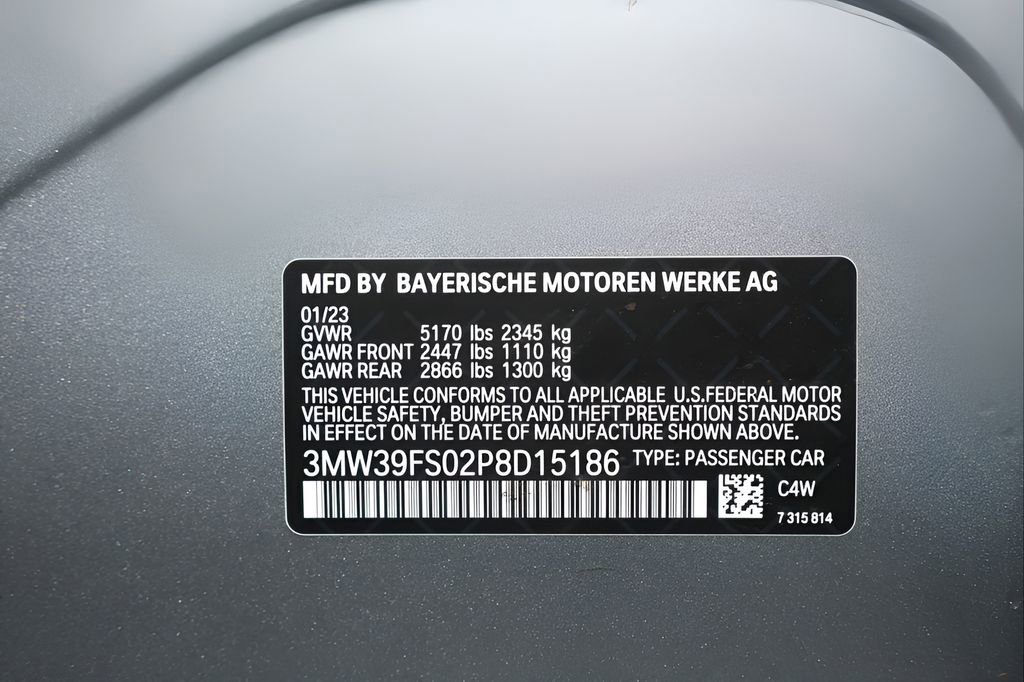 MFD BY BAYERISCHE MOTOREN WERKE AG
01/23
GVWR 5170 lbs 2345 kg
GAWR FRONT 2447 lbs 1110 kg
GAWR REAR 2866 lbs 1300 kg
THIS VEHICLE CONFORMS TO ALL APPLICABLE U.S.FEDERAL MOTOR
VEHICLE SAFETY, BUMPER AND THEFT PREVENTION STANDARDS
IN EFFECT ON THE DATE OF MANUFACTURE SHOWN ABOVE.
3MW39FS02P8D15186 TYPE: PASSENGER CAR
C4W
7 315 814